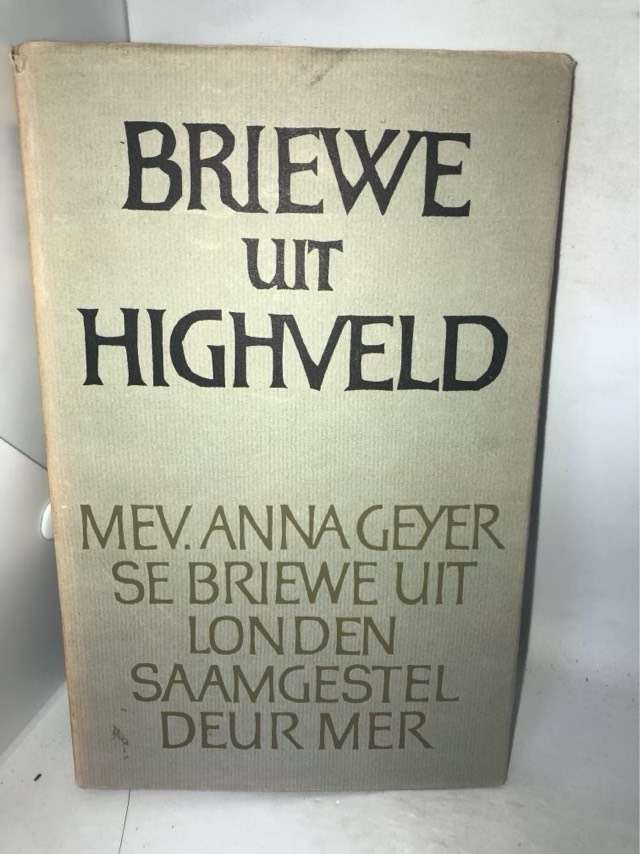 BRIEWE
UIT
HIGHVELD
MEV. ANNA GEYER
SE BRIEWE UIT
LONDEN
SAAMGESTEL
DEUR MER